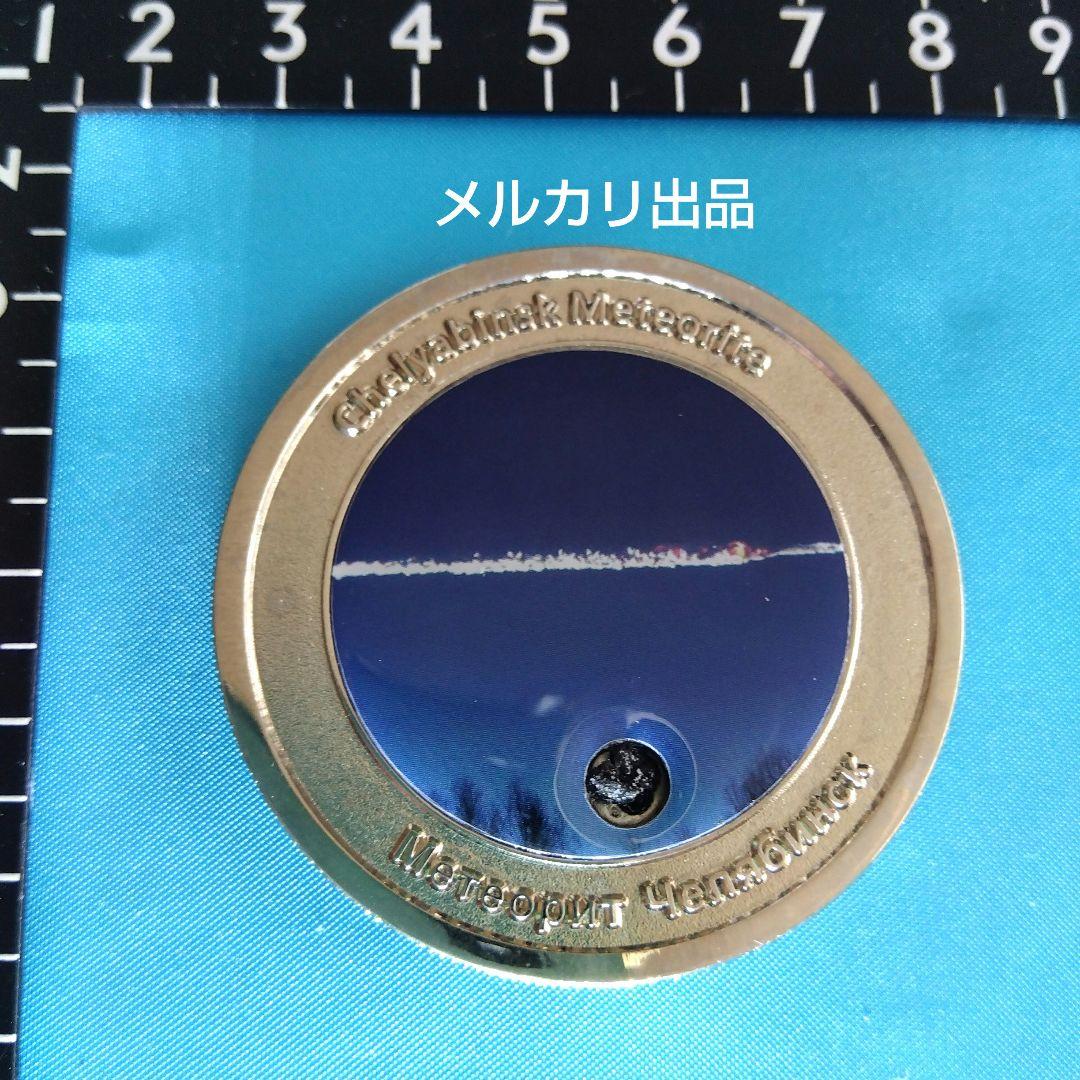 1 2 3 4 5 6 7 8 9
メルカリ出品
Chelyabinsk Meteorite
Метеорит Челябинск